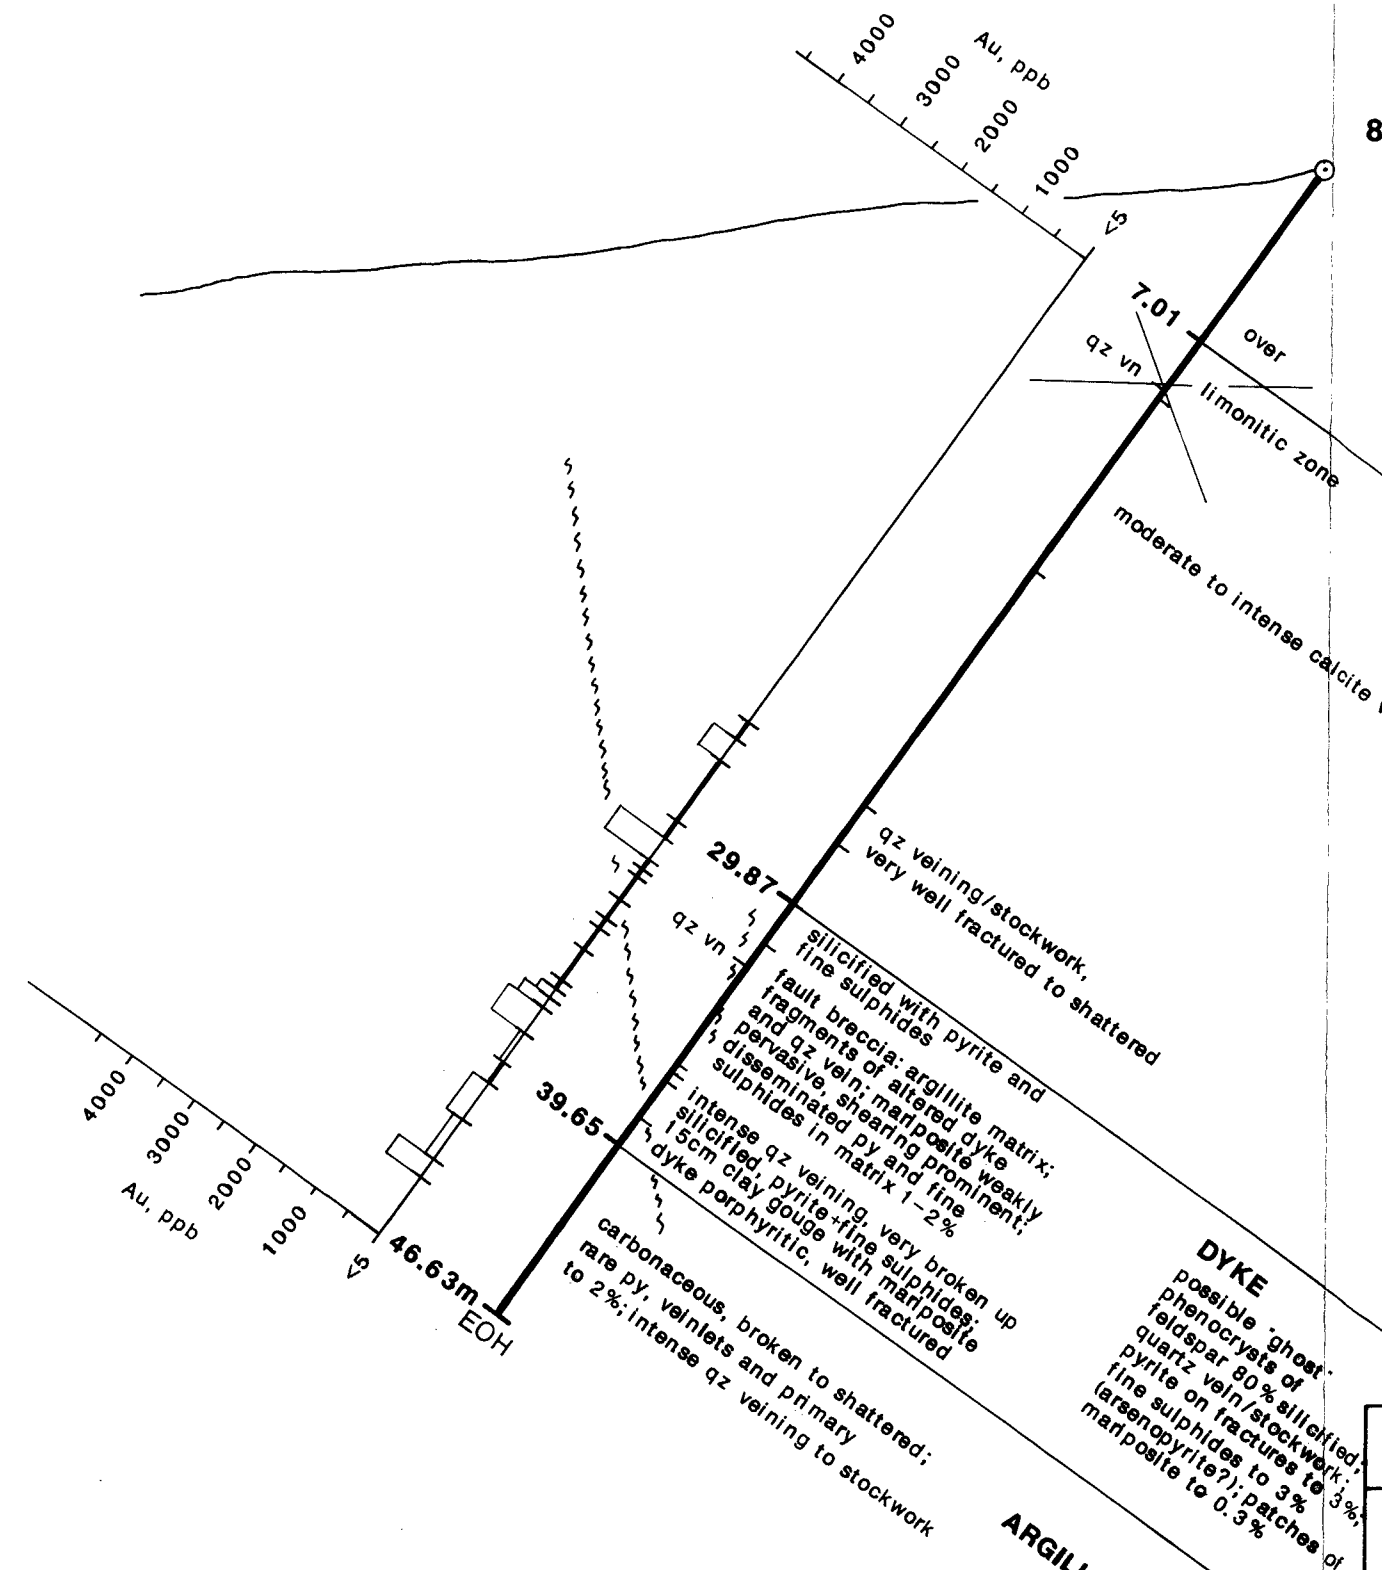 4000
3000
2000
1000
<5
Au, ppb
8
7.01
over
qz vn
limonitic zone
moderate to intense calcite
29.87
qz veining/stockwork,
very well fractured to shattered
qz vn
silicified with pyrite and
fine sulphides
fault breccia: argillite matrix;
fragments of altered dyke
and qz vein; mariposite weakly
pervasive, shearing prominent;
disseminated py and fine
sulphides in matrix 1-2%
39.65
intense qz veining, very broken up
silicified, pyrite+fine sulphides;
15cm clay gouge with mariposite
dyke porphyritic, well fractured
4000
3000
2000
1000
<5
Au, ppb
46.63m
EOH
carbonaceous, broken to shattered;
rare py, veinlets and primary
to 2%; intense qz veining to stockwork
DYKE
possible "ghost"
phenocrysts of
feldspar 80% silicified;
quartz vein/stockwork;
pyrite on fractures to 3%;
fine sulphides to 3%
(arsenopyrite?); patches of
mariposite to 0.3%